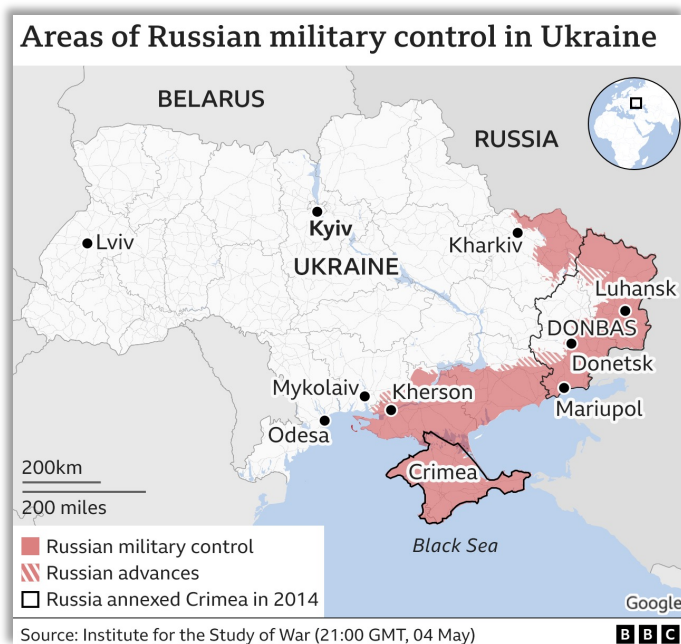 Areas of Russian military control in Ukraine
BELARUS
RUSSIA
Kyiv
Lviv
Kharkiv
UKRAINE
Luhansk
DONBAS
Donetsk
Mykolaiv
Kherson
Mariupol
Odesa
200km
Crimea
200 miles
Black Sea
Russian military control
Russian advances
Russia annexed Crimea in 2014
Google
Source: Institute for the Study of War (21:00 GMT, 04 May)
BBC